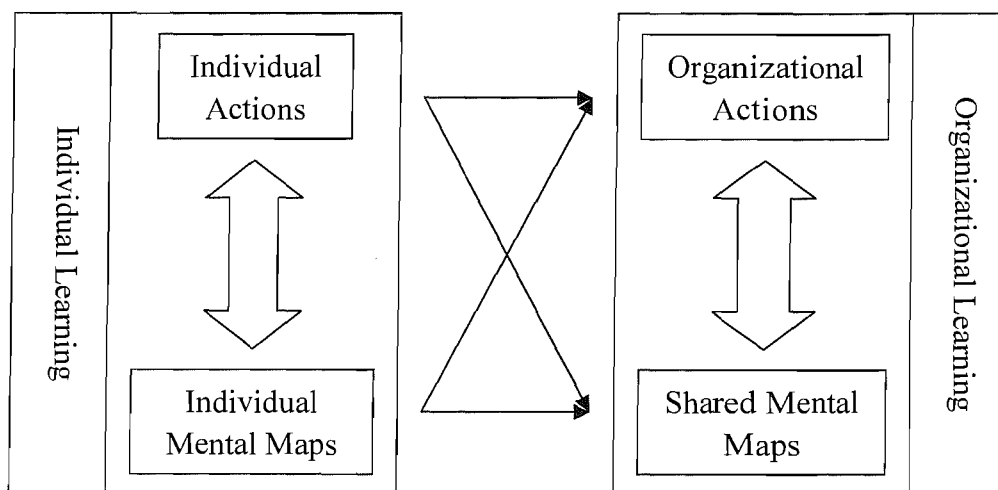 Individual Learning
Individual
Actions
Individual
Mental Maps
Organizational
Actions
Shared Mental
Maps
Organizational Learning